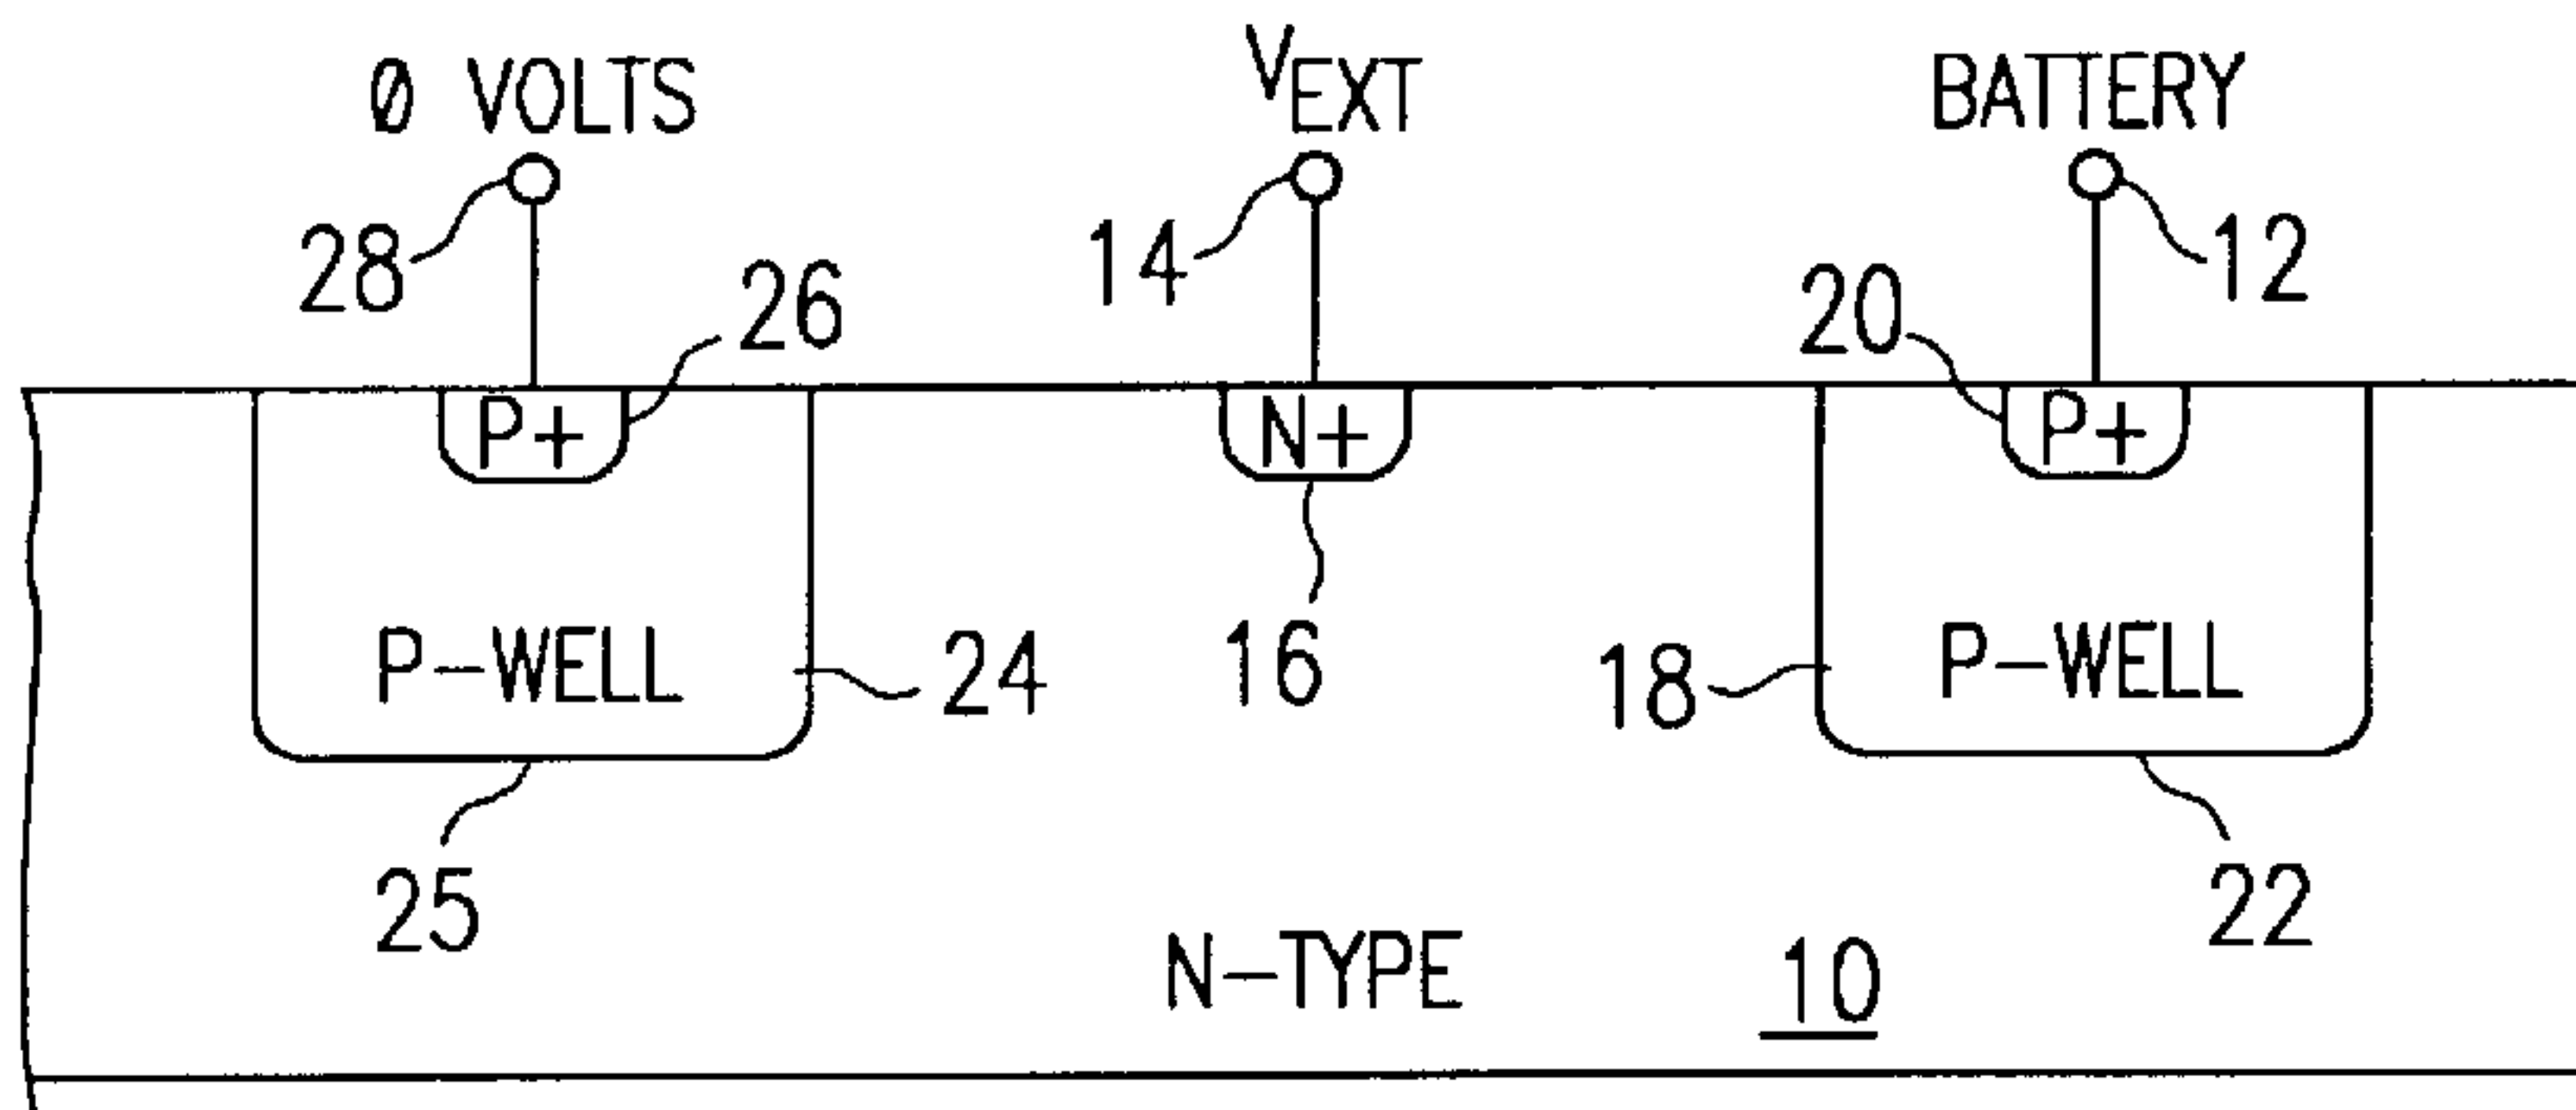 Ø VOLTS
VEXT
BATTERY
28
14
12
26
20
P+
N+
P+
P-WELL
24
16
18
P-WELL
25
22
N-TYPE
10